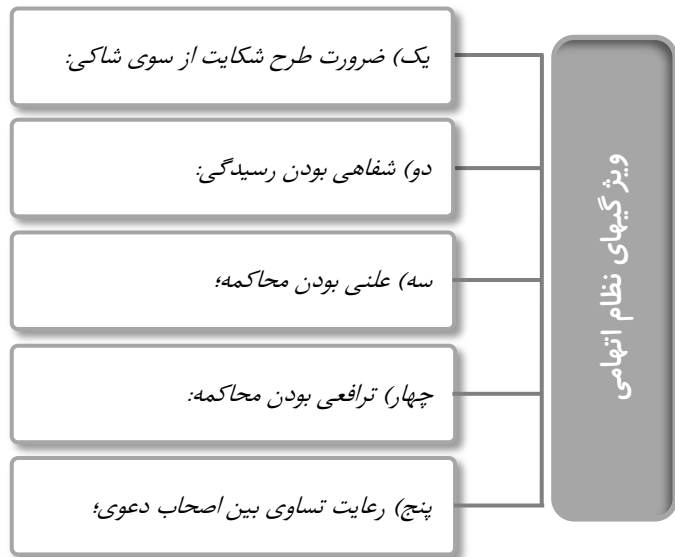 ویژگیهای نظام اتهامی
یک) ضرورت طرح شکایت از سوی شاکی:
دو) شفاهی بودن رسیدگی:
سه) علنی بودن محاکمه؛
چهار) ترافعی بودن محاکمه:
پنج) رعایت تساوی بین اصحاب دعوی؛